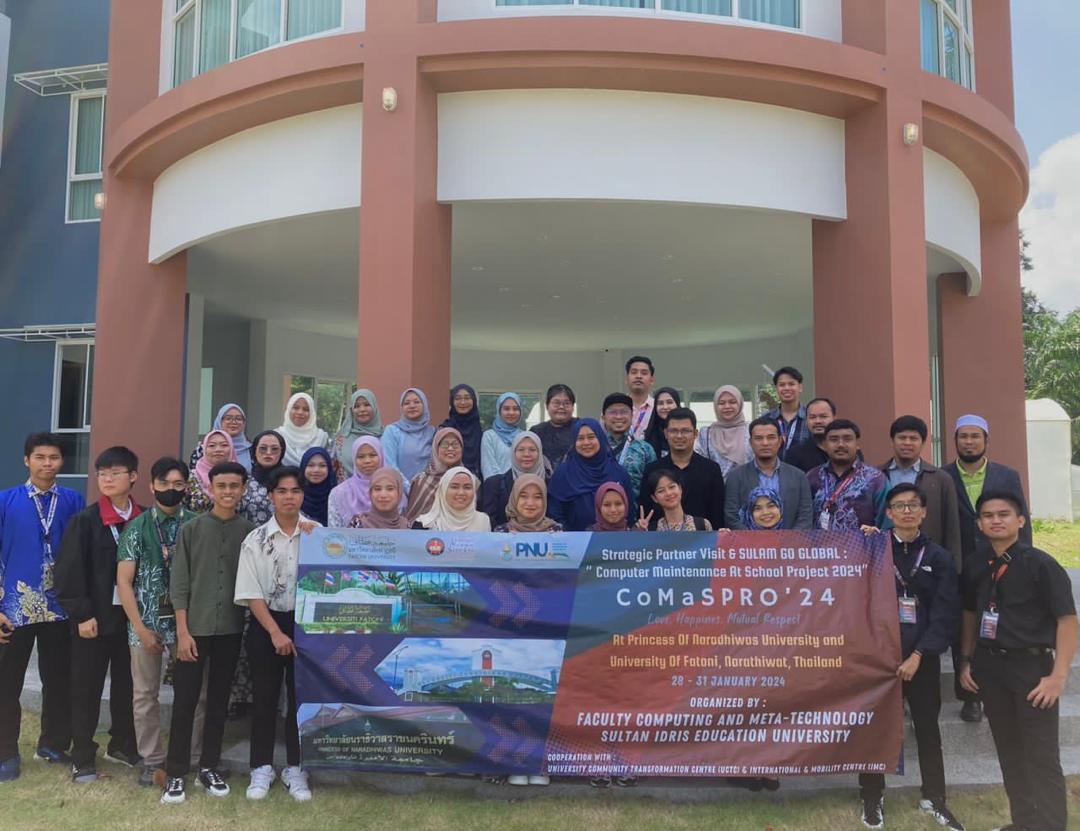 FATONI UNIVERSITY
PNU
Strategic Partner Visit & SULAM GO GLOBAL :
" Computer Maintenance At School Project 2024"
CoMaSPRO'24
Love, Happines, Mutual Respect
At Princess Of Naradhiwas University and
University Of Fatoni, Narathiwat, Thailand
28 - 31 JANUARY 2024
ORGANIZED BY :
FACULTY COMPUTING AND META-TECHNOLOGY
SULTAN IDRIS EDUCATION UNIVERSITY
COOPERATION WITH :
UNIVERSITY COMMUNITY TRANSFORMATION CENTRE (UCTC) & INTERNATIONAL & MOBILITY CENTRE (IMC)
UNIVERSITI FATONI
มหาวิทยาลัยนราธิวาสราชนครินทร์
PRINCESS OF NARADHIWAS UNIVERSITY